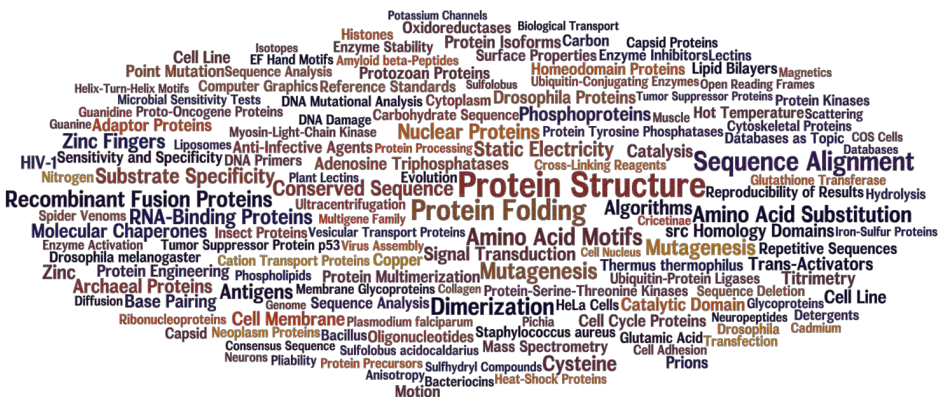 Potassium Channels
Histones Oxidoreductases Biological Transport
Isotopes Enzyme Stability Protein Isoforms Carbon Capsid Proteins
Cell Line EF Hand Motifs Amyloid beta-Peptides Surface Properties Enzyme Inhibitors Lectins
Point Mutation Sequence Analysis Protozoan Proteins Homeodomain Proteins Lipid Bilayers Magnetics
Helix-Turn-Helix Motifs Computer Graphics Reference Standards Sulfolobus Ubiquitin-Conjugating Enzymes Open Reading Frames
Microbial Sensitivity Tests DNA Mutational Analysis Cytoplasm Drosophila Proteins Tumor Suppressor Proteins Protein Kinases
Guanidine Proto-Oncogene Proteins DNA Damage Carbohydrate Sequence Phosphoproteins Muscle Hot Temperature Scattering
Guanine Adaptor Proteins Myosin-Light-Chain Kinase Nuclear Proteins Protein Tyrosine Phosphatases Cytoskeletal Proteins
Zinc Fingers Liposomes Anti-Infective Agents Protein Processing Static Electricity Catalysis Databases as Topic COS Cells
HIV-1 Sensitivity and Specificity DNA Primers Adenosine Triphosphatases Cross-Linking Reagents Sequence Alignment Databases
Nitrogen Substrate Specificity Plant Lectins Evolution Protein Structure Glutathione Transferase
Recombinant Fusion Proteins Conserved Sequence Reproducibility of Results Hydrolysis
Spider Venoms RNA-Binding Proteins Ultracentrifugation Multigene Family Protein Folding Algorithms Cricetinae Amino Acid Substitution
Molecular Chaperones Insect Proteins Vesicular Transport Proteins Amino Acid Motifs src Homology Domains Iron-Sulfur Proteins
Enzyme Activation Tumor Suppressor Protein p53 Virus Assembly Signal Transduction Cell Nucleus Mutagenesis Repetitive Sequences
Drosophila melanogaster Cation Transport Proteins Copper Mutagenesis Thermus thermophilus Trans-Activators
Zinc Protein Engineering Phospholipids Protein Multimerization Ubiquitin-Protein Ligases Titrimetry
Archaeal Proteins Antigens Membrane Glycoproteins Collagen Protein-Serine-Threonine Kinases Sequence Deletion
Diffusion Base Pairing Genome Sequence Analysis Dimerization HeLa Cells Catalytic Domain Glycoproteins Cell Line
Ribonucleoproteins Cell Membrane Plasmodium falciparum Pichia Cell Cycle Proteins Neuropeptides Detergents
Capsid Neoplasm Proteins Bacillus Oligonucleotides Staphylococcus aureus Glutamic Acid Drosophila Cadmium
Consensus Sequence Sulfolobus acidocaldarius Mass Spectrometry Cell Adhesion Transfection
Neurons Pliability Protein Precursors Sulfhydryl Compounds Cysteine Prions
Anisotropy Bacteriocins Heat-Shock Proteins
Motion